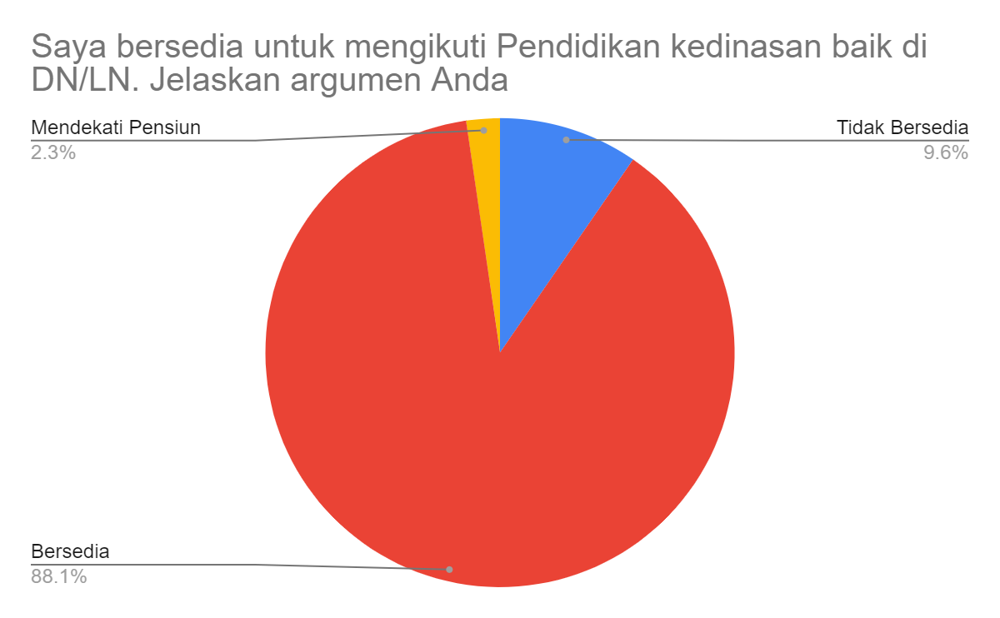 Saya bersedia untuk mengikuti Pendidikan kedinasan baik di
DN/LN. Jelaskan argumen Anda
Mendekati Pensiun
2.3%
Tidak Bersedia
9.6%
Bersedia
88.1%